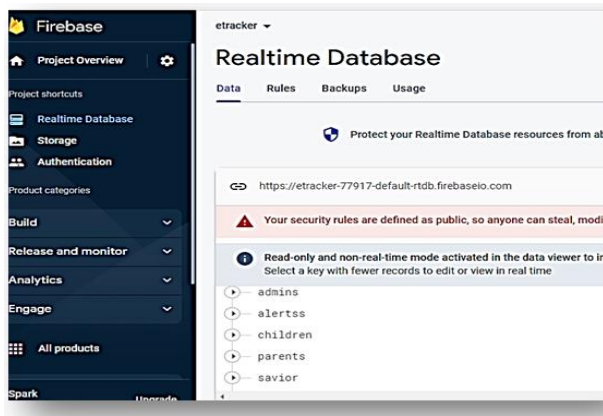 Firebase
Project Overview
Project shortcuts
Realtime Database
Storage
Authentication
Product categories
Build
Release and monitor
Analytics
Engage
All products
Spark
Upgrade
etracker
Realtime Database
Data Rules Backups Usage
Protect your Realtime Database resources from ab
https://etracker-77917-default-rtdb.firebaseio.com
Your security rules are defined as public, so anyone can steal, modi
Read-only and non-real-time mode activated in the data viewer to i
Select a key with fewer records to edit or view in real time
admins
alertss
children
parents
savior